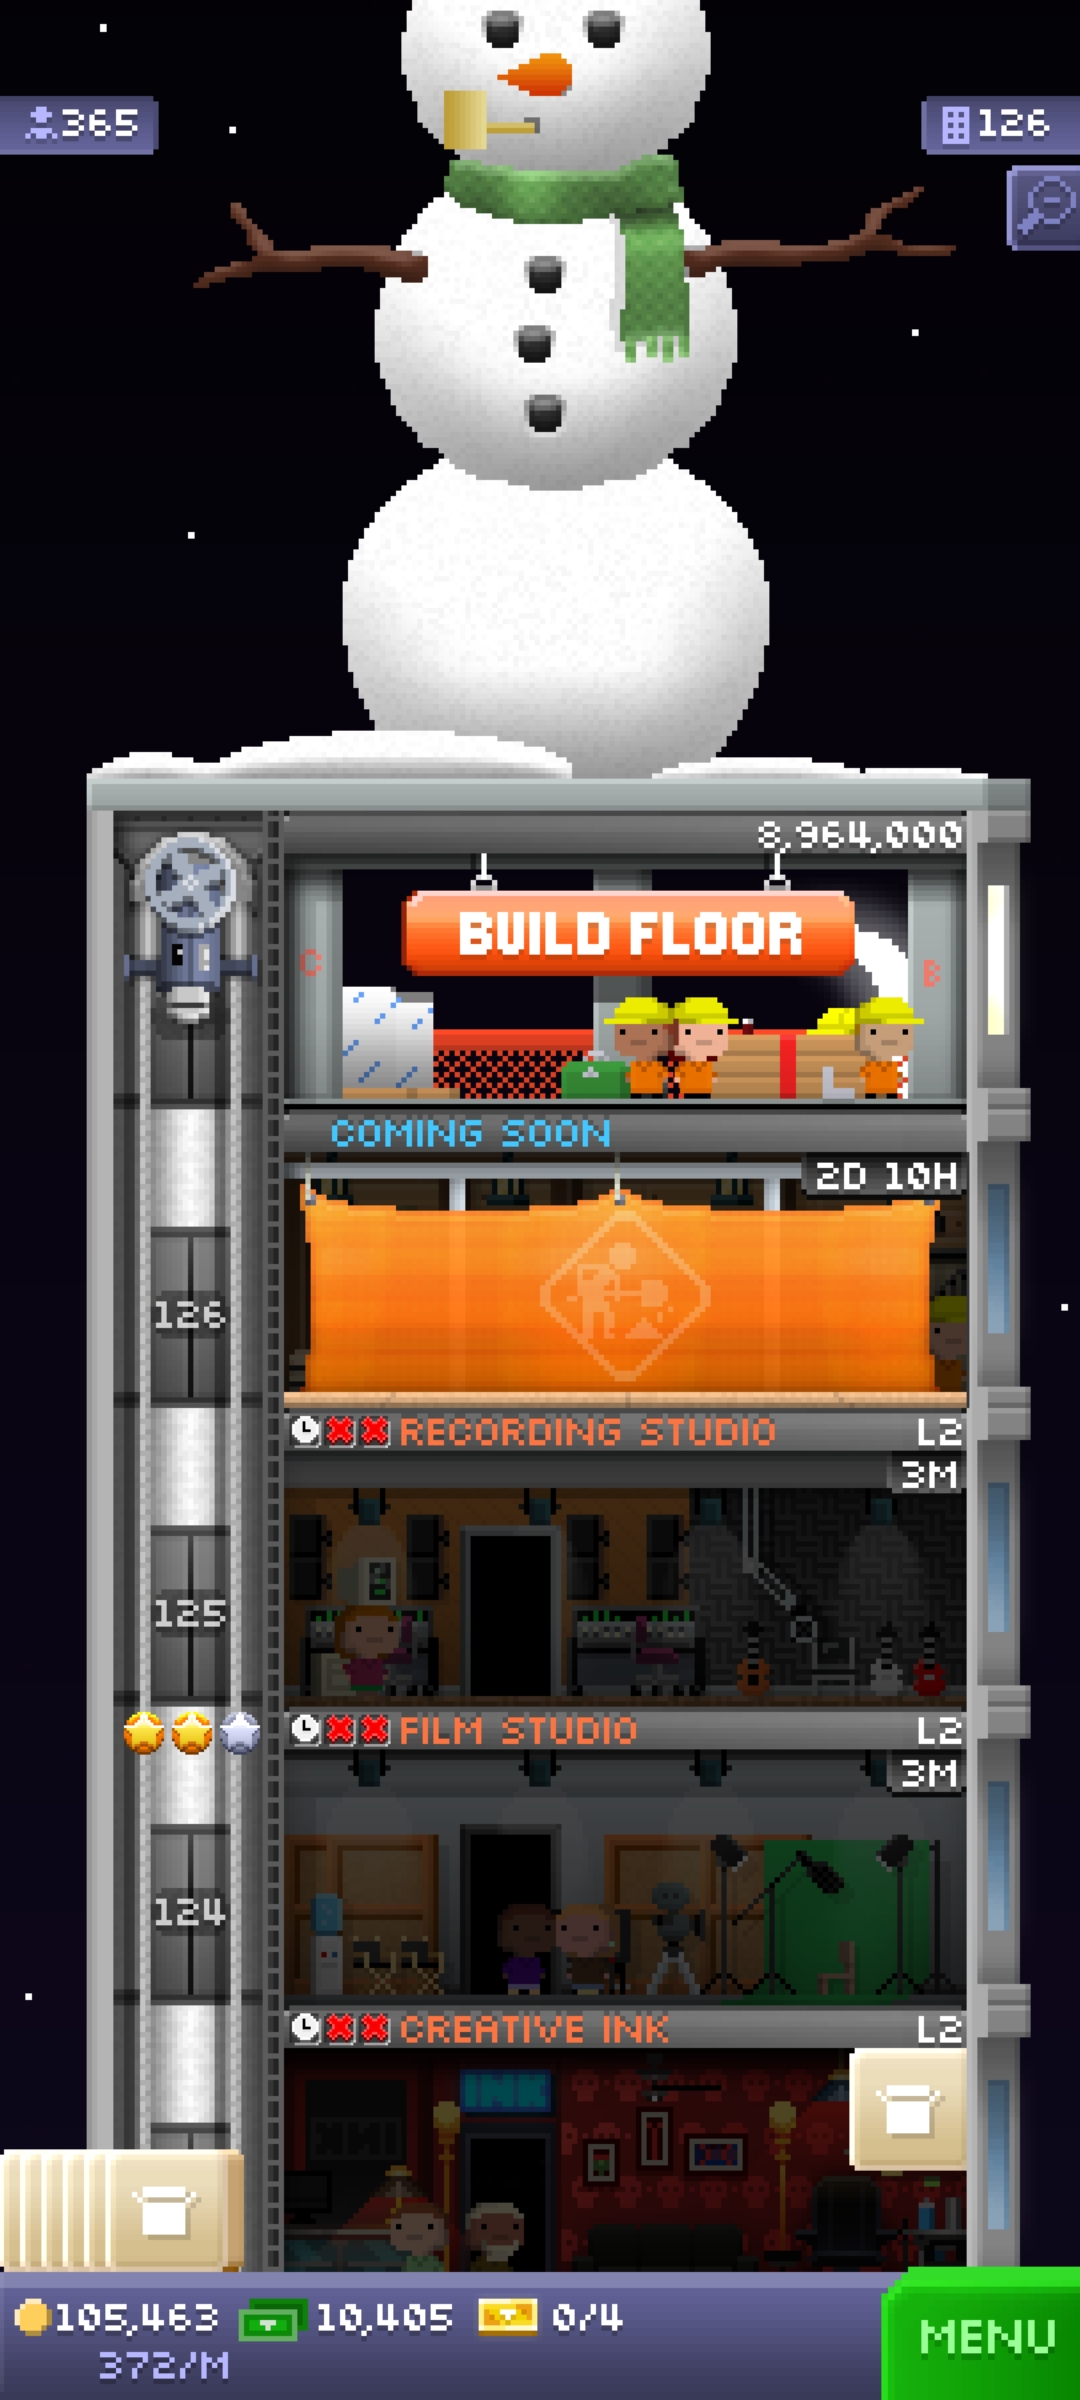 365
126
8,964,000
BUILD FLOOR
C
B
COMING SOON
2D 10H
126
RECORDING STUDIO L2
3M
125
FILM STUDIO L2
3M
124
CREATIVE INK L2
INK
INK
105,463 10,405 0/4
372/M
MENU